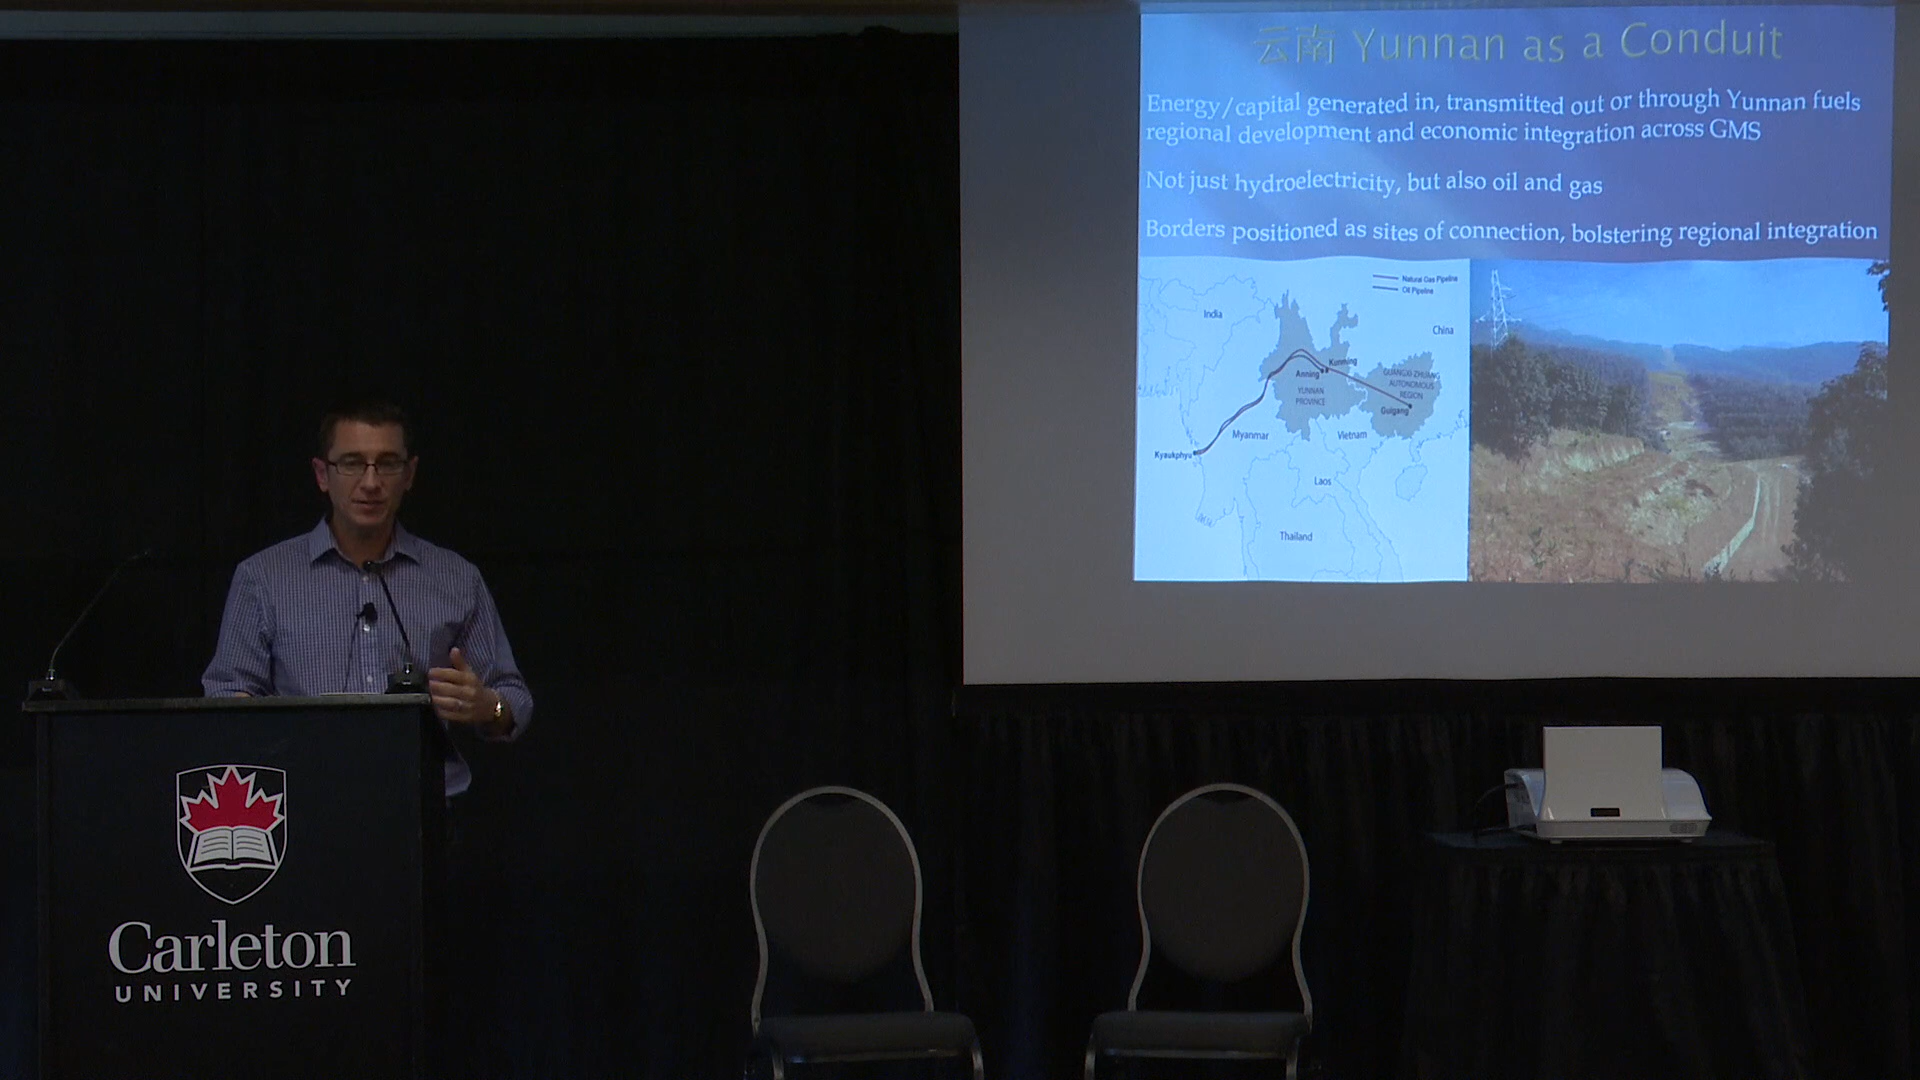 云南 Yunnan as a Conduit
Energy/capital generated in, transmitted out or through Yunnan fuels
regional development and economic integration across GMS
Not just hydroelectricity, but also oil and gas
Borders positioned as sites of connection, bolstering regional integration
Natural Gas Pipeline
Oil Pipeline
India
China
Kunming
Anning
GUANGXI ZHUANG
AUTONOMOUS
REGION
YUNNAN
PROVINCE
Guigang
Myanmar
Vietnam
Kyaukphyu
Laos
Thailand
Carleton
UNIVERSITY